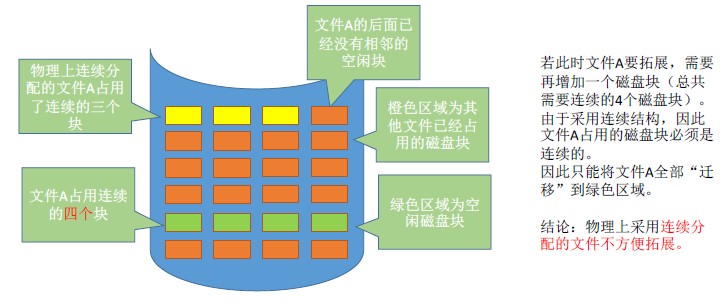 文件A的后面已
经没有相邻的
空闲块
物理上连续分
配的文件A占用
了连续的三个
块
橙色区域为其
他文件已经占
用的磁盘块
文件A占用连续
的四个块
绿色区域为空
闲磁盘块
若此时文件A要拓展，需要
再增加一个磁盘块（总共
需要连续的4个磁盘块）。
由于采用连续结构，因此
文件A占用的磁盘块必须是
连续的。
因此只能将文件A全部“迁
移”到绿色区域。
结论：物理上采用连续分
配的文件不方便拓展。